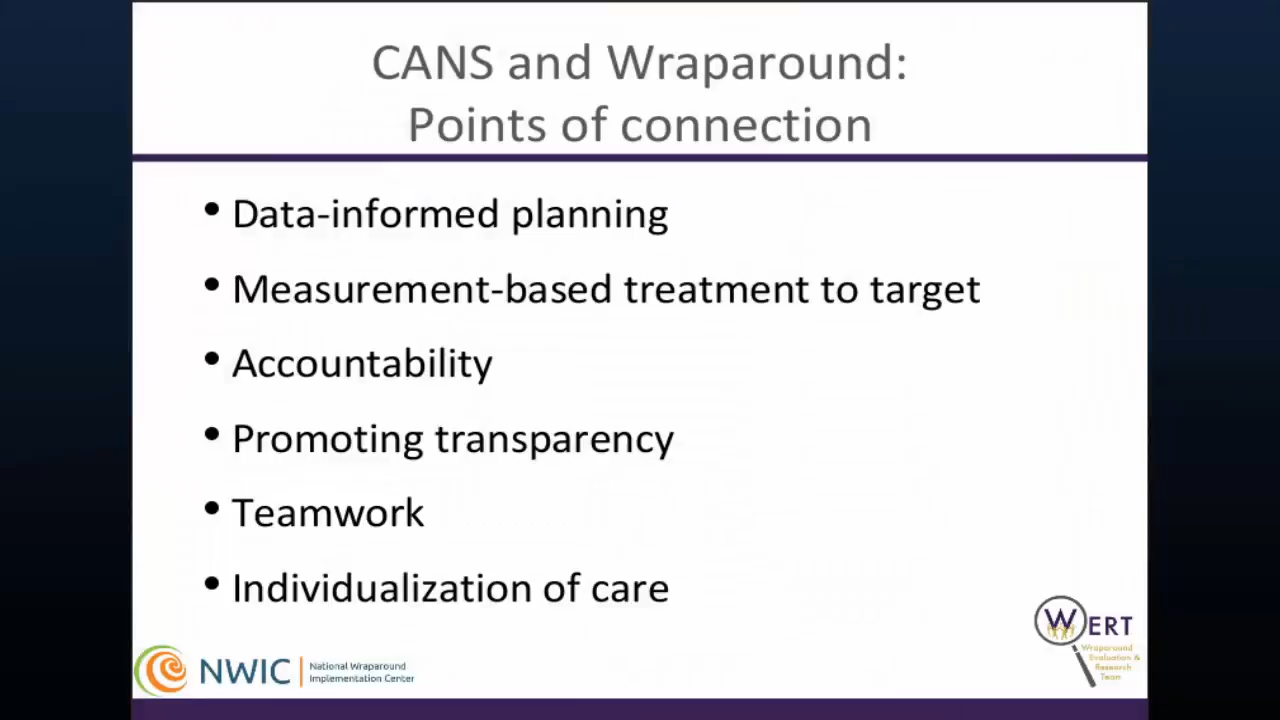 CANS and Wraparound:
Points of connection
• Data-informed planning
• Measurement-based treatment to target
• Accountability
• Promoting transparency
• Teamwork
• Individualization of care
NWIC
National Wraparound
Implementation Center
WERT
Wraparound
Evaluation &
Research
Team